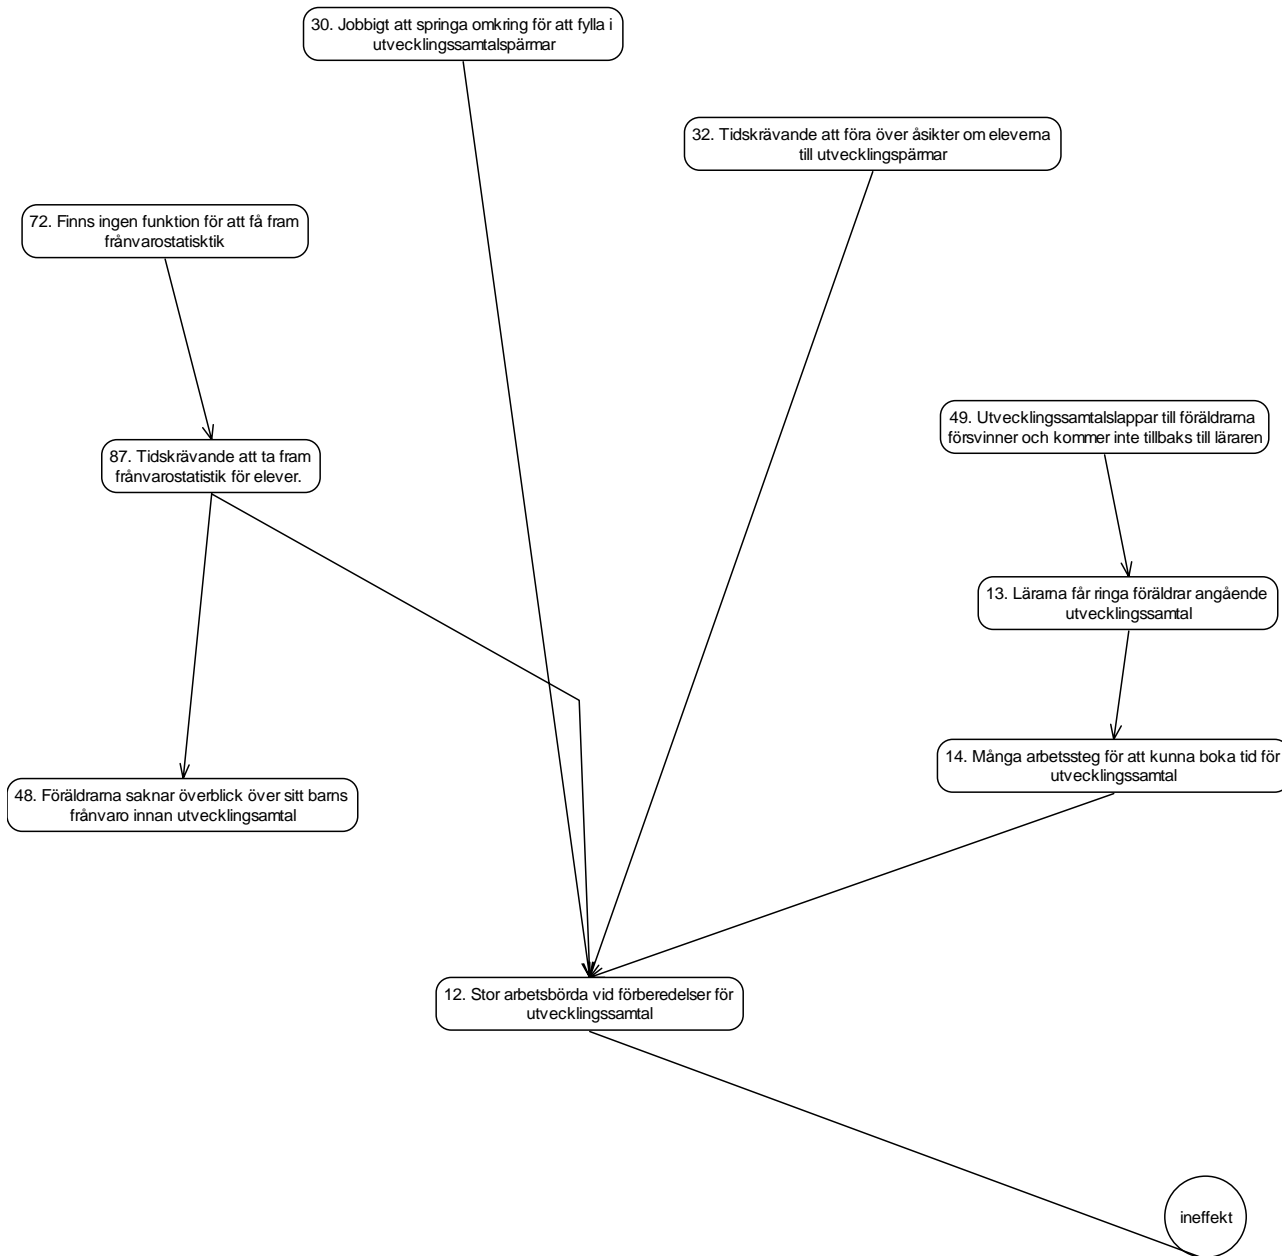 30. Jobbigt att springa omkring för att fylla i
utvecklingssamtalspärmar
32. Tidskrävande att föra över åsikter om eleverna
till utvecklingspärmar
72. Finns ingen funktion för att få fram
frånvarostatisktik
49. Utvecklingssamtalslappar till föräldrarna
försvinner och kommer inte tillbaks till läraren
87. Tidskrävande att ta fram
frånvarostatistik för elever.
13. Lärarna får ringa föräldrar angående
utvecklingssamtal
14. Många arbetssteg för att kunna boka tid för
utvecklingssamtal
48. Föräldrarna saknar överblick över sitt barns
frånvaro innan utvecklingsamtal
12. Stor arbetsbörda vid förberedelser för
utvecklingssamtal
ineffekt